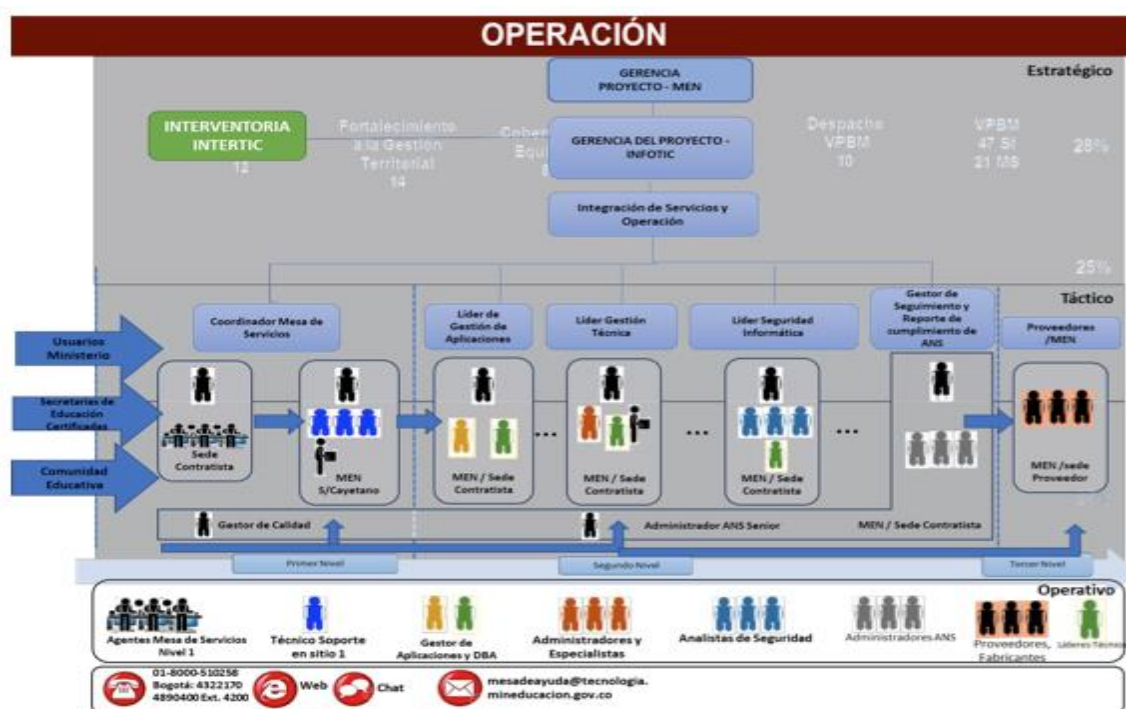 OPERACIÓN
Estratégico
GERENCIA
PROYECTO - MEN
INTERVENTORIA
INTERTIC
12
Fortalecimiento
a la Gestión
Territorial
14
GERENCIA DEL PROYECTO -
INFOTIC
Despacho
VPBM
10
VPBM
47 St
21 MS
28%
Integración de Servicios y
Operación
25%
Táctico
Coordinador Mesa de
Servicios
Líder de
Gestión de
Aplicaciones
Líder Gestión
Técnica
Líder Seguridad
Informática
Gestor de
Seguimiento y
Reporte de
cumplimiento de
ANS
Proveedores
/MEN
Usuarios
Ministerio
Secretarías de
Educación
Certificadas
Comunidad
Educativa
Sede
Contratista
MEN
S/Cayetano
MEN / Sede
Contratista
...
MEN / Sede
Contratista
...
MEN / Sede
Contratista
...
MEN /sede
Proveedor
Gestor de Calidad
Administrador ANS Senior
MEN / Sede Contratista
Primer Nivel
Segundo Nivel
Tercer Nivel
Operativo
Agentes Mesa de Servicios
Nivel 1
Técnico Soporte
en sitio 1
Gestor de
Aplicaciones y DBA
Administradores y
Especialistas
Analistas de Seguridad
Administradores ANS
Proveedores,
Fabricantes
Líderes Técnicos
01-8000-510258
Bogotá: 4322170
4890400 Ext. 4200
Web
Chat
mesadeayuda@tecnologia.
mineducacion.gov.co